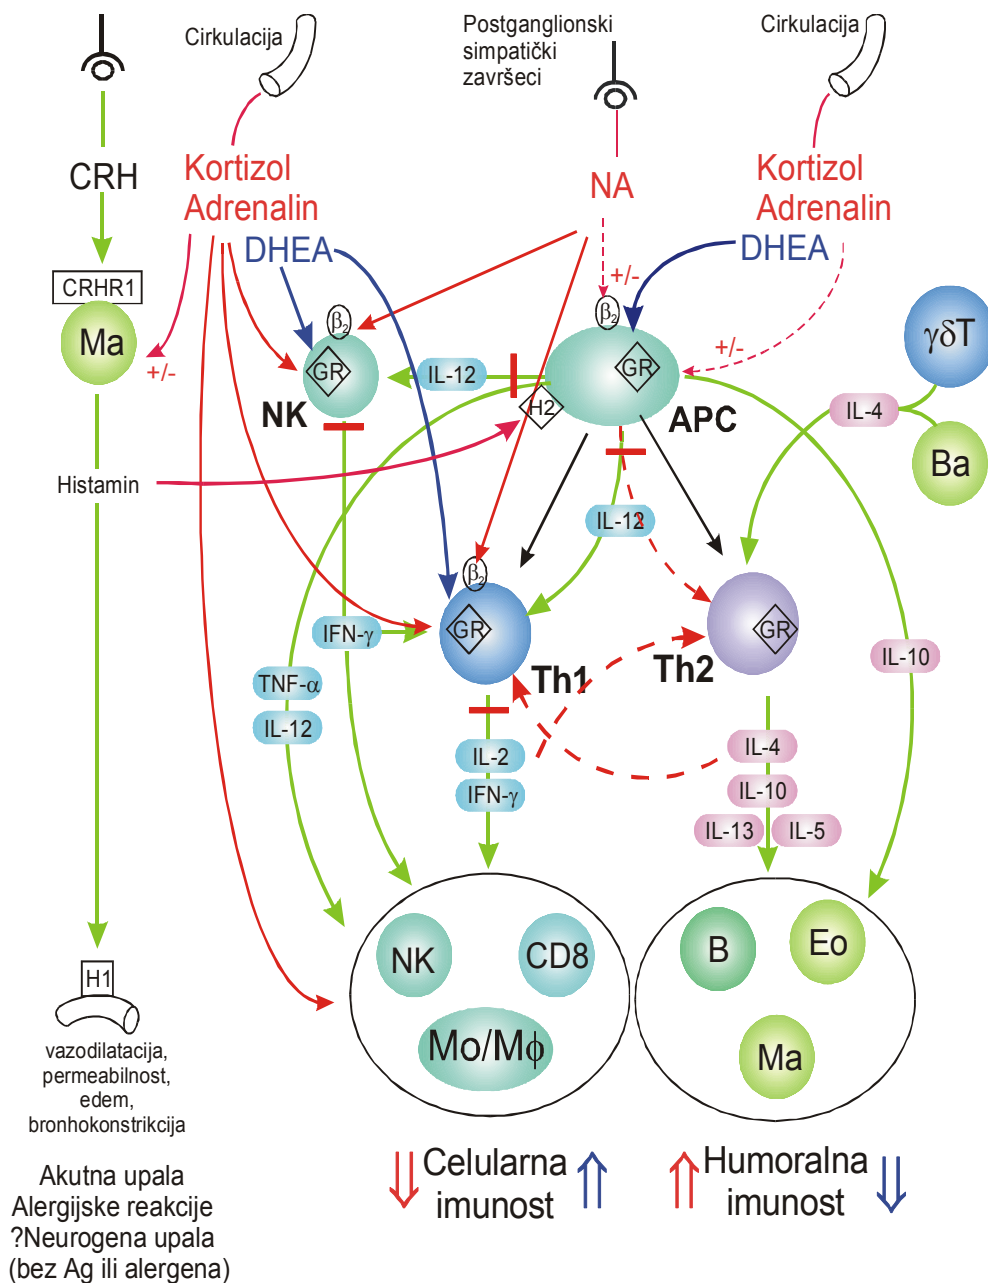 Cirkulacija
Postganglionski
simpatički
završeci
Cirkulacija
CRH
Kortizol
Adrenalin
DHEA
NA
Kortizol
Adrenalin
DHEA
+/-
CRHR1
Ma
+/-
β2
GR
NK
IL-12
β2
GR
H2
APC
+/-
γδT
IL-4
Ba
Histamin
IL-12
β2
GR
Th1
GR
Th2
IFN-γ
IL-10
TNF-α
IL-12
IL-2
IFN-γ
IL-4
IL-10
IL-13
IL-5
NK
CD8
Mo/Mϕ
B
Eo
Ma
H1
vazodilatacija,
permeabilnost,
edem,
bronhokonstrikcija
Akutna upala
Alergijske reakcije
?Neurogena upala
(bez Ag ili alergena)
⇓ Celularna ⇑
imunost
⇑ Humoralna ⇓
imunost